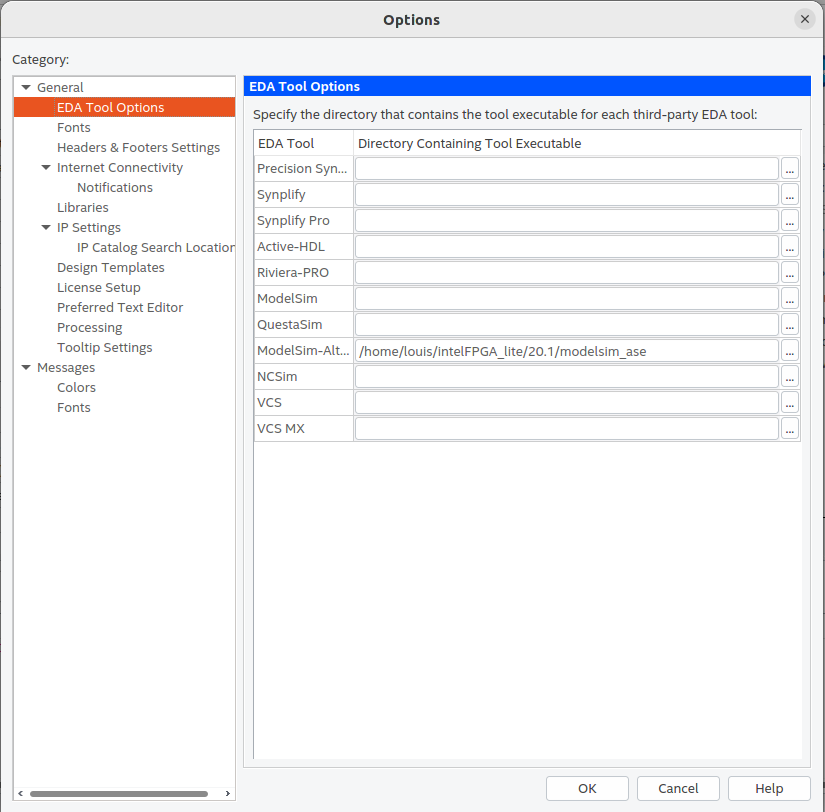 Options
Category:
General
EDA Tool Options
Fonts
Headers & Footers Settings
Internet Connectivity
Notifications
Libraries
IP Settings
IP Catalog Search Location
Design Templates
License Setup
Preferred Text Editor
Processing
Tooltip Settings
Messages
Colors
Fonts
EDA Tool Options
Specify the directory that contains the tool executable for each third-party EDA tool:
EDA Tool Directory Containing Tool Executable
Precision Syn... ...
Synplify ...
Synplify Pro ...
Active-HDL ...
Riviera-PRO ...
ModelSim ...
QuestaSim ...
ModelSim-Alt... /home/louis/intelFPGA_lite/20.1/modelsim_ase ...
NCSim ...
VCS ...
VCS MX ...
OK Cancel Help